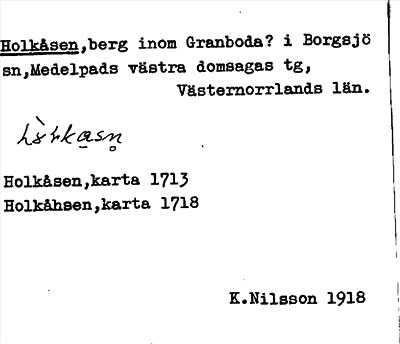 Holkåsen,berg inom Granboda? i Borgsjö
sn,Medelpads västra domsagas tg,
Västernorrlands län.
Holkåsen,karta 1713
Holkåhsen,karta 1718
K.Nilsson 1918